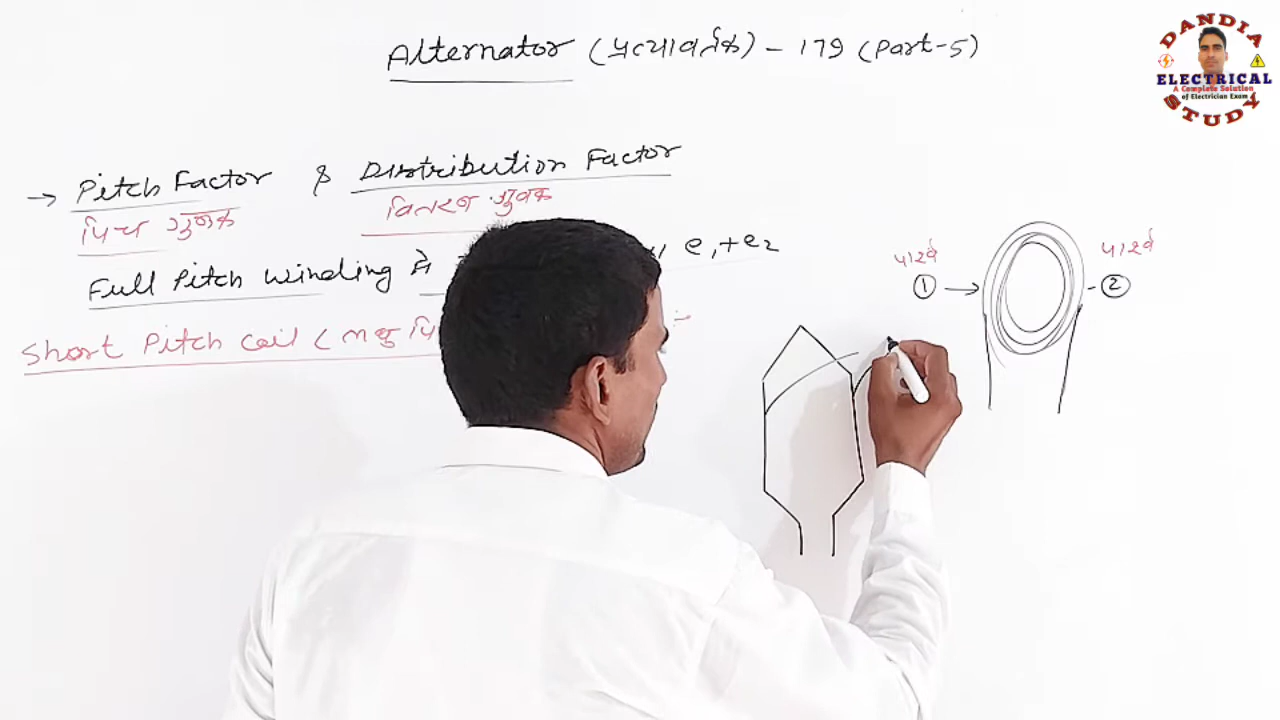 Alternator (प्रत्यावर्तक) - 179 (Part-5)
DANDIA
ELECTRICAL
A Complete Solution
of Electrician Exam
STUDY
→ Pitch Factor & Distribution Factor
पिच गुणक वितरण गुणक
Full Pitch Winding में e₁+e₂
Short Pitch Coil ( लघु पि
पार्श्व पार्श्व
① → - ②